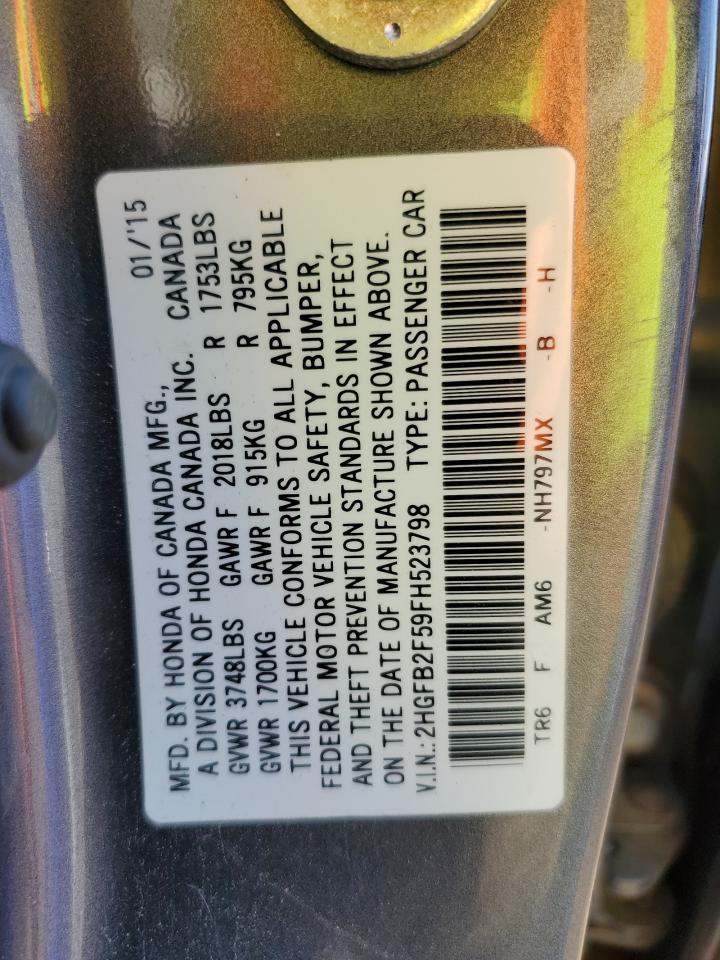 01/'15
MFD. BY HONDA OF CANADA MFG.,
A DIVISION OF HONDA CANADA INC. CANADA
GVWR 3748LBS GAWR F 2018LBS R 1753LBS
GVWR 1700KG GAWR F 915KG R 795KG
THIS VEHICLE CONFORMS TO ALL APPLICABLE
FEDERAL MOTOR VEHICLE SAFETY, BUMPER,
AND THEFT PREVENTION STANDARDS IN EFFECT
ON THE DATE OF MANUFACTURE SHOWN ABOVE.
V.I.N.: 2HGFB2F59FH523798 TYPE: PASSENGER CAR
TR6 F AM6 -NH797MX -B -H